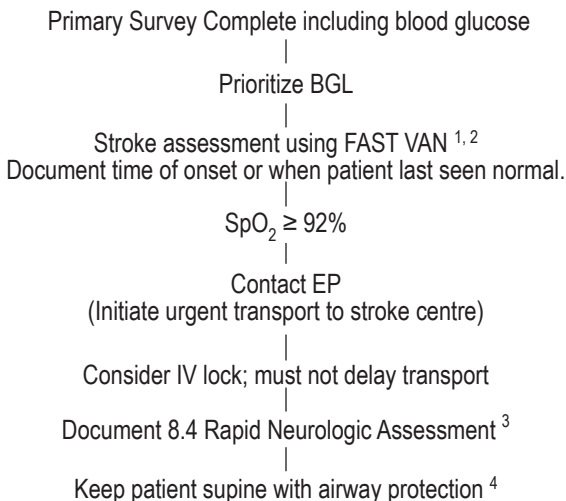 Primary Survey Complete including blood glucose
Prioritize BGL
Stroke assessment using FAST VAN 1, 2
Document time of onset or when patient last seen normal.
SpO2 ≥ 92%
Contact EP
(Initiate urgent transport to stroke centre)
Consider IV lock; must not delay transport
Document 8.4 Rapid Neurologic Assessment 3
Keep patient supine with airway protection 4